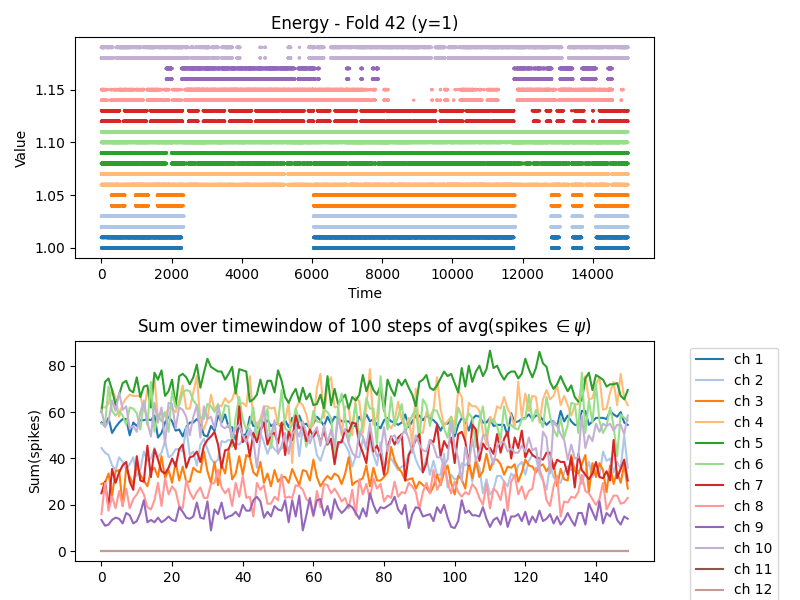 Energy - Fold 42 (y=1)
Value
1.15
1.10
1.05
1.00
0 2000 4000 6000 8000 10000 12000 14000
Time
Sum over timewindow of 100 steps of avg(spikes ∈ ψ)
Sum(spikes)
80
60
40
20
0
0 20 40 60 80 100 120 140
ch 1
ch 2
ch 3
ch 4
ch 5
ch 6
ch 7
ch 8
ch 9
ch 10
ch 11
ch 12